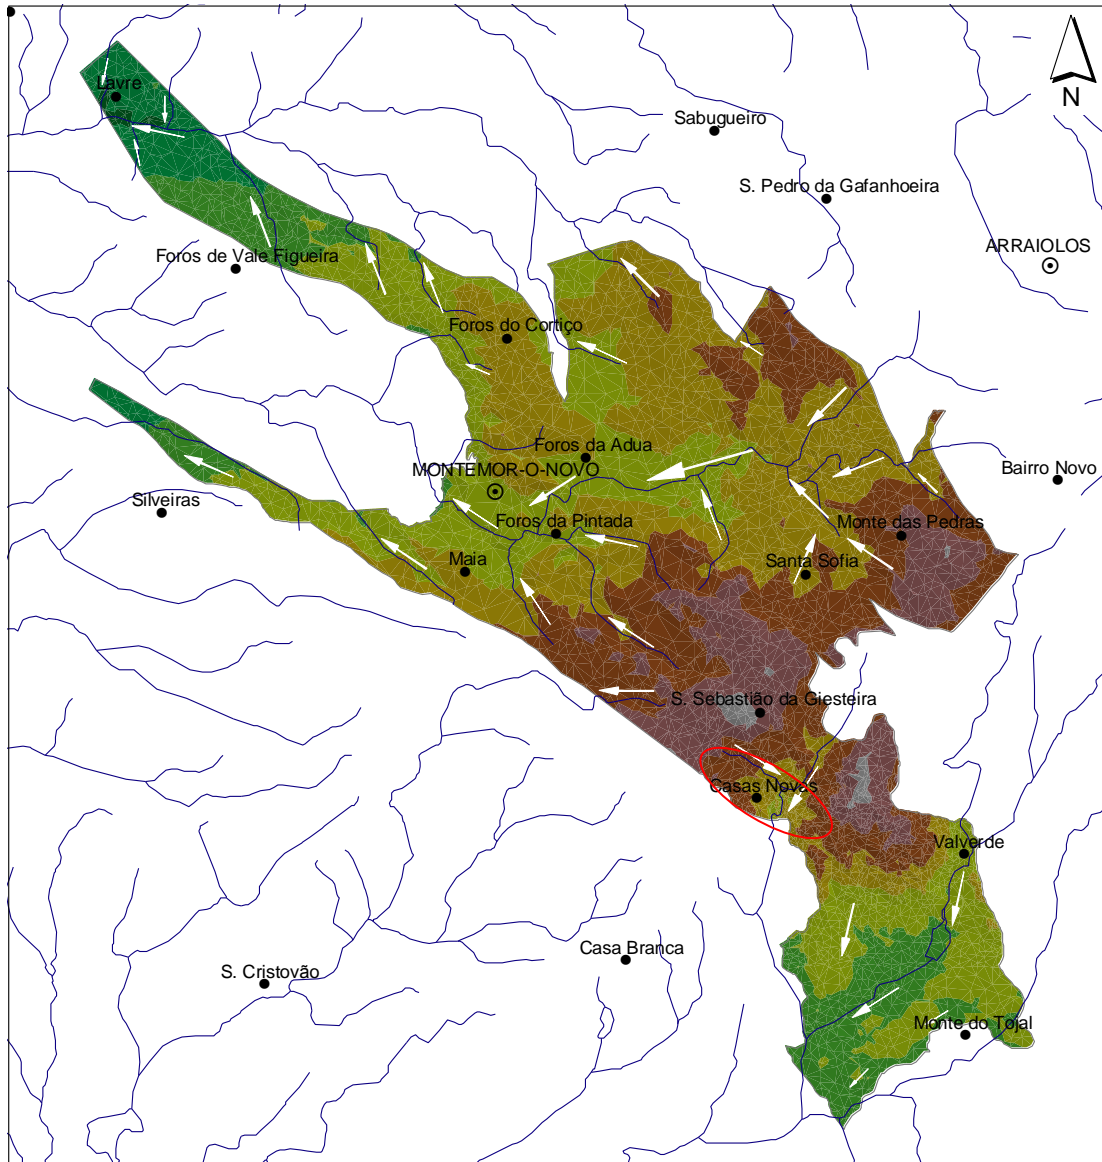 Lavre
N
Sabugueiro
S. Pedro da Gafanhoeira
ARRAIOLOS
Foros de Vale Figueira
Foros do Cortiço
Foros da Adua
MONTEMOR-O-NOVO
Bairro Novo
Silveiras
Foros da Pintada
Monte das Pedras
Maia
Santa Sofia
S. Sebastião da Giesteira
Casas Novas
Valverde
Casa Branca
S. Cristovão
Monte do Tojal